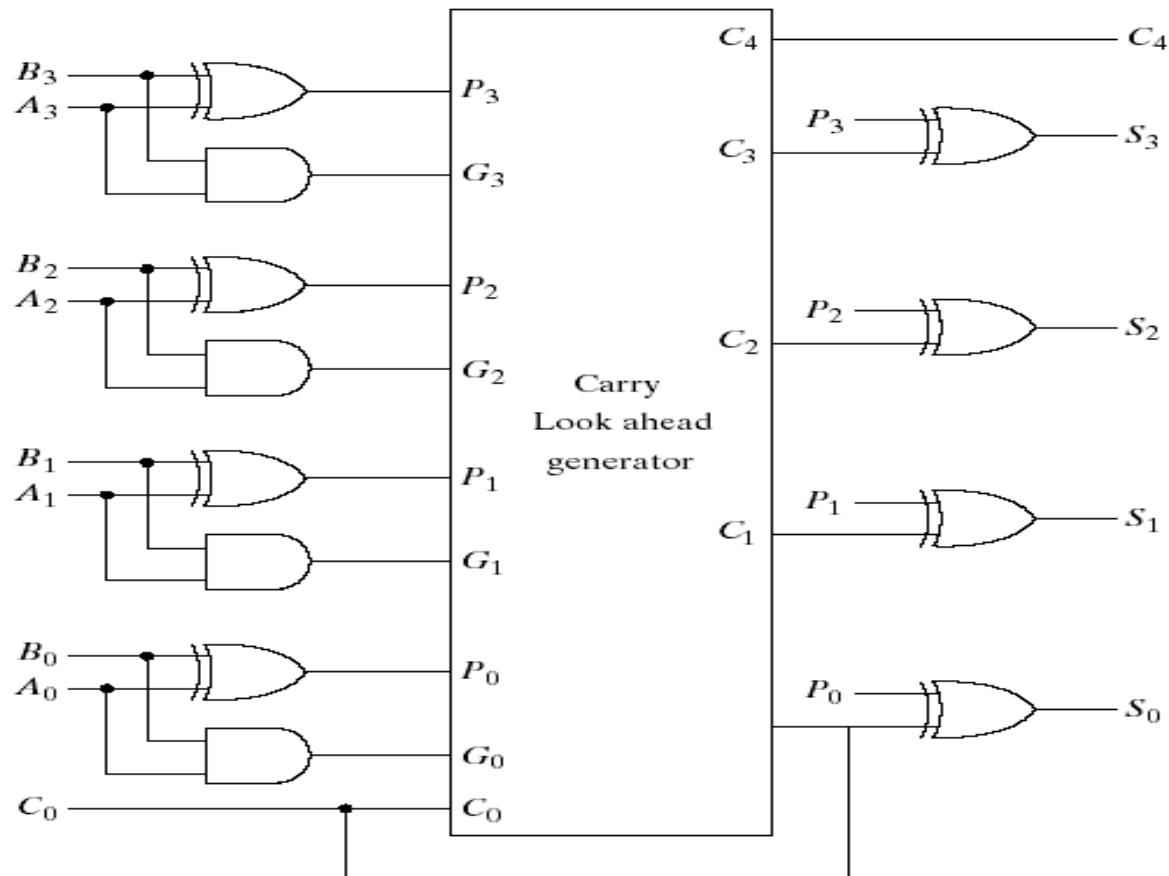 C4
C4
B3
A3
P3
P3
S3
C3
G3
B2
A2
P2
P2
S2
C2
G2
Carry
Look ahead
generator
B1
A1
P1
P1
S1
C1
G1
B0
A0
P0
P0
S0
G0
C0
C0